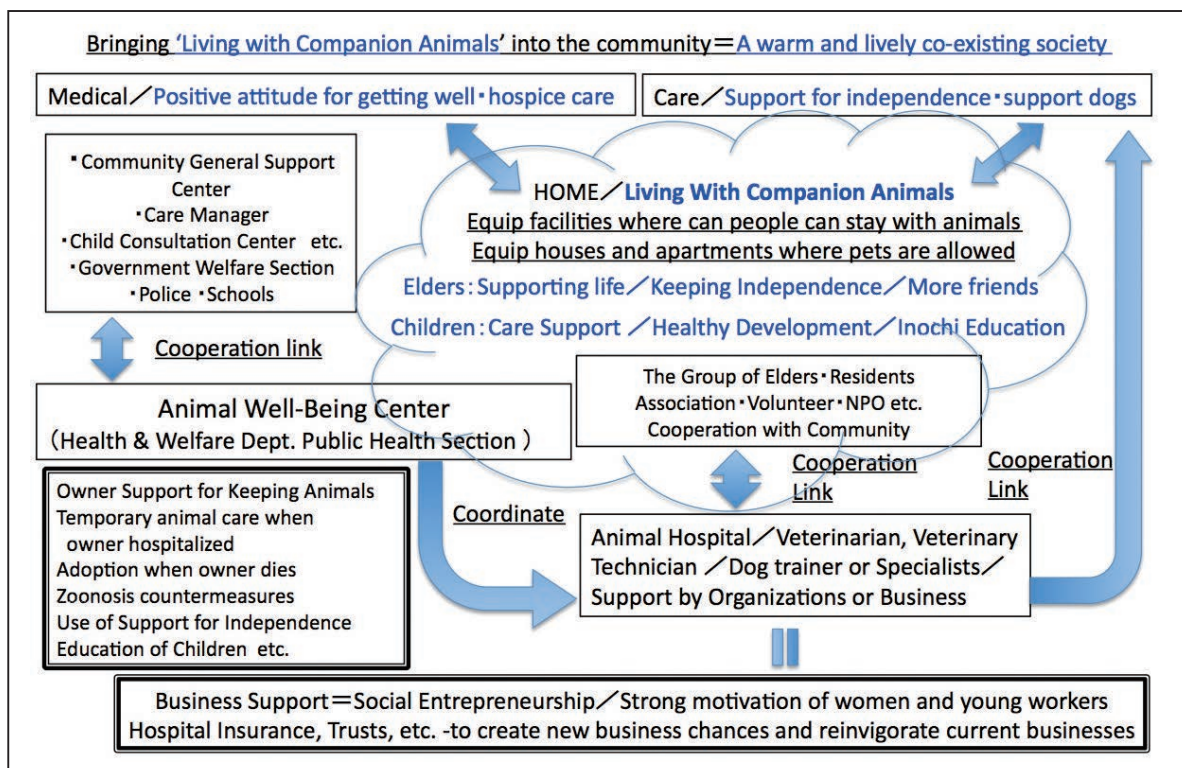 Bringing ‘Living with Companion Animals’ into the community＝A warm and lively co-existing society
Medical／Positive attitude for getting well・hospice care
Care／Support for independence・support dogs
・Community General Support
Center
・Care Manager
・Child Consultation Center etc.
・Government Welfare Section
・Police ・Schools
HOME／Living With Companion Animals
Equip facilities where can people can stay with animals
Equip houses and apartments where pets are allowed
Elders：Supporting life／Keeping Independence／More friends
Children：Care Support ／Healthy Development／Inochi Education
Cooperation link
The Group of Elders・Residents
Association・Volunteer・NPO etc.
Cooperation with Community
Animal Well-Being Center
（Health & Welfare Dept. Public Health Section ）
Cooperation
Link
Cooperation
Link
Owner Support for Keeping Animals
Temporary animal care when
owner hospitalized
Adoption when owner dies
Zoonosis countermeasures
Use of Support for Independence
Education of Children etc.
Coordinate
Animal Hospital／Veterinarian, Veterinary
Technician ／Dog trainer or Specialists／
Support by Organizations or Business
Business Support＝Social Entrepreneurship／Strong motivation of women and young workers
Hospital Insurance, Trusts, etc. -to create new business chances and reinvigorate current businesses